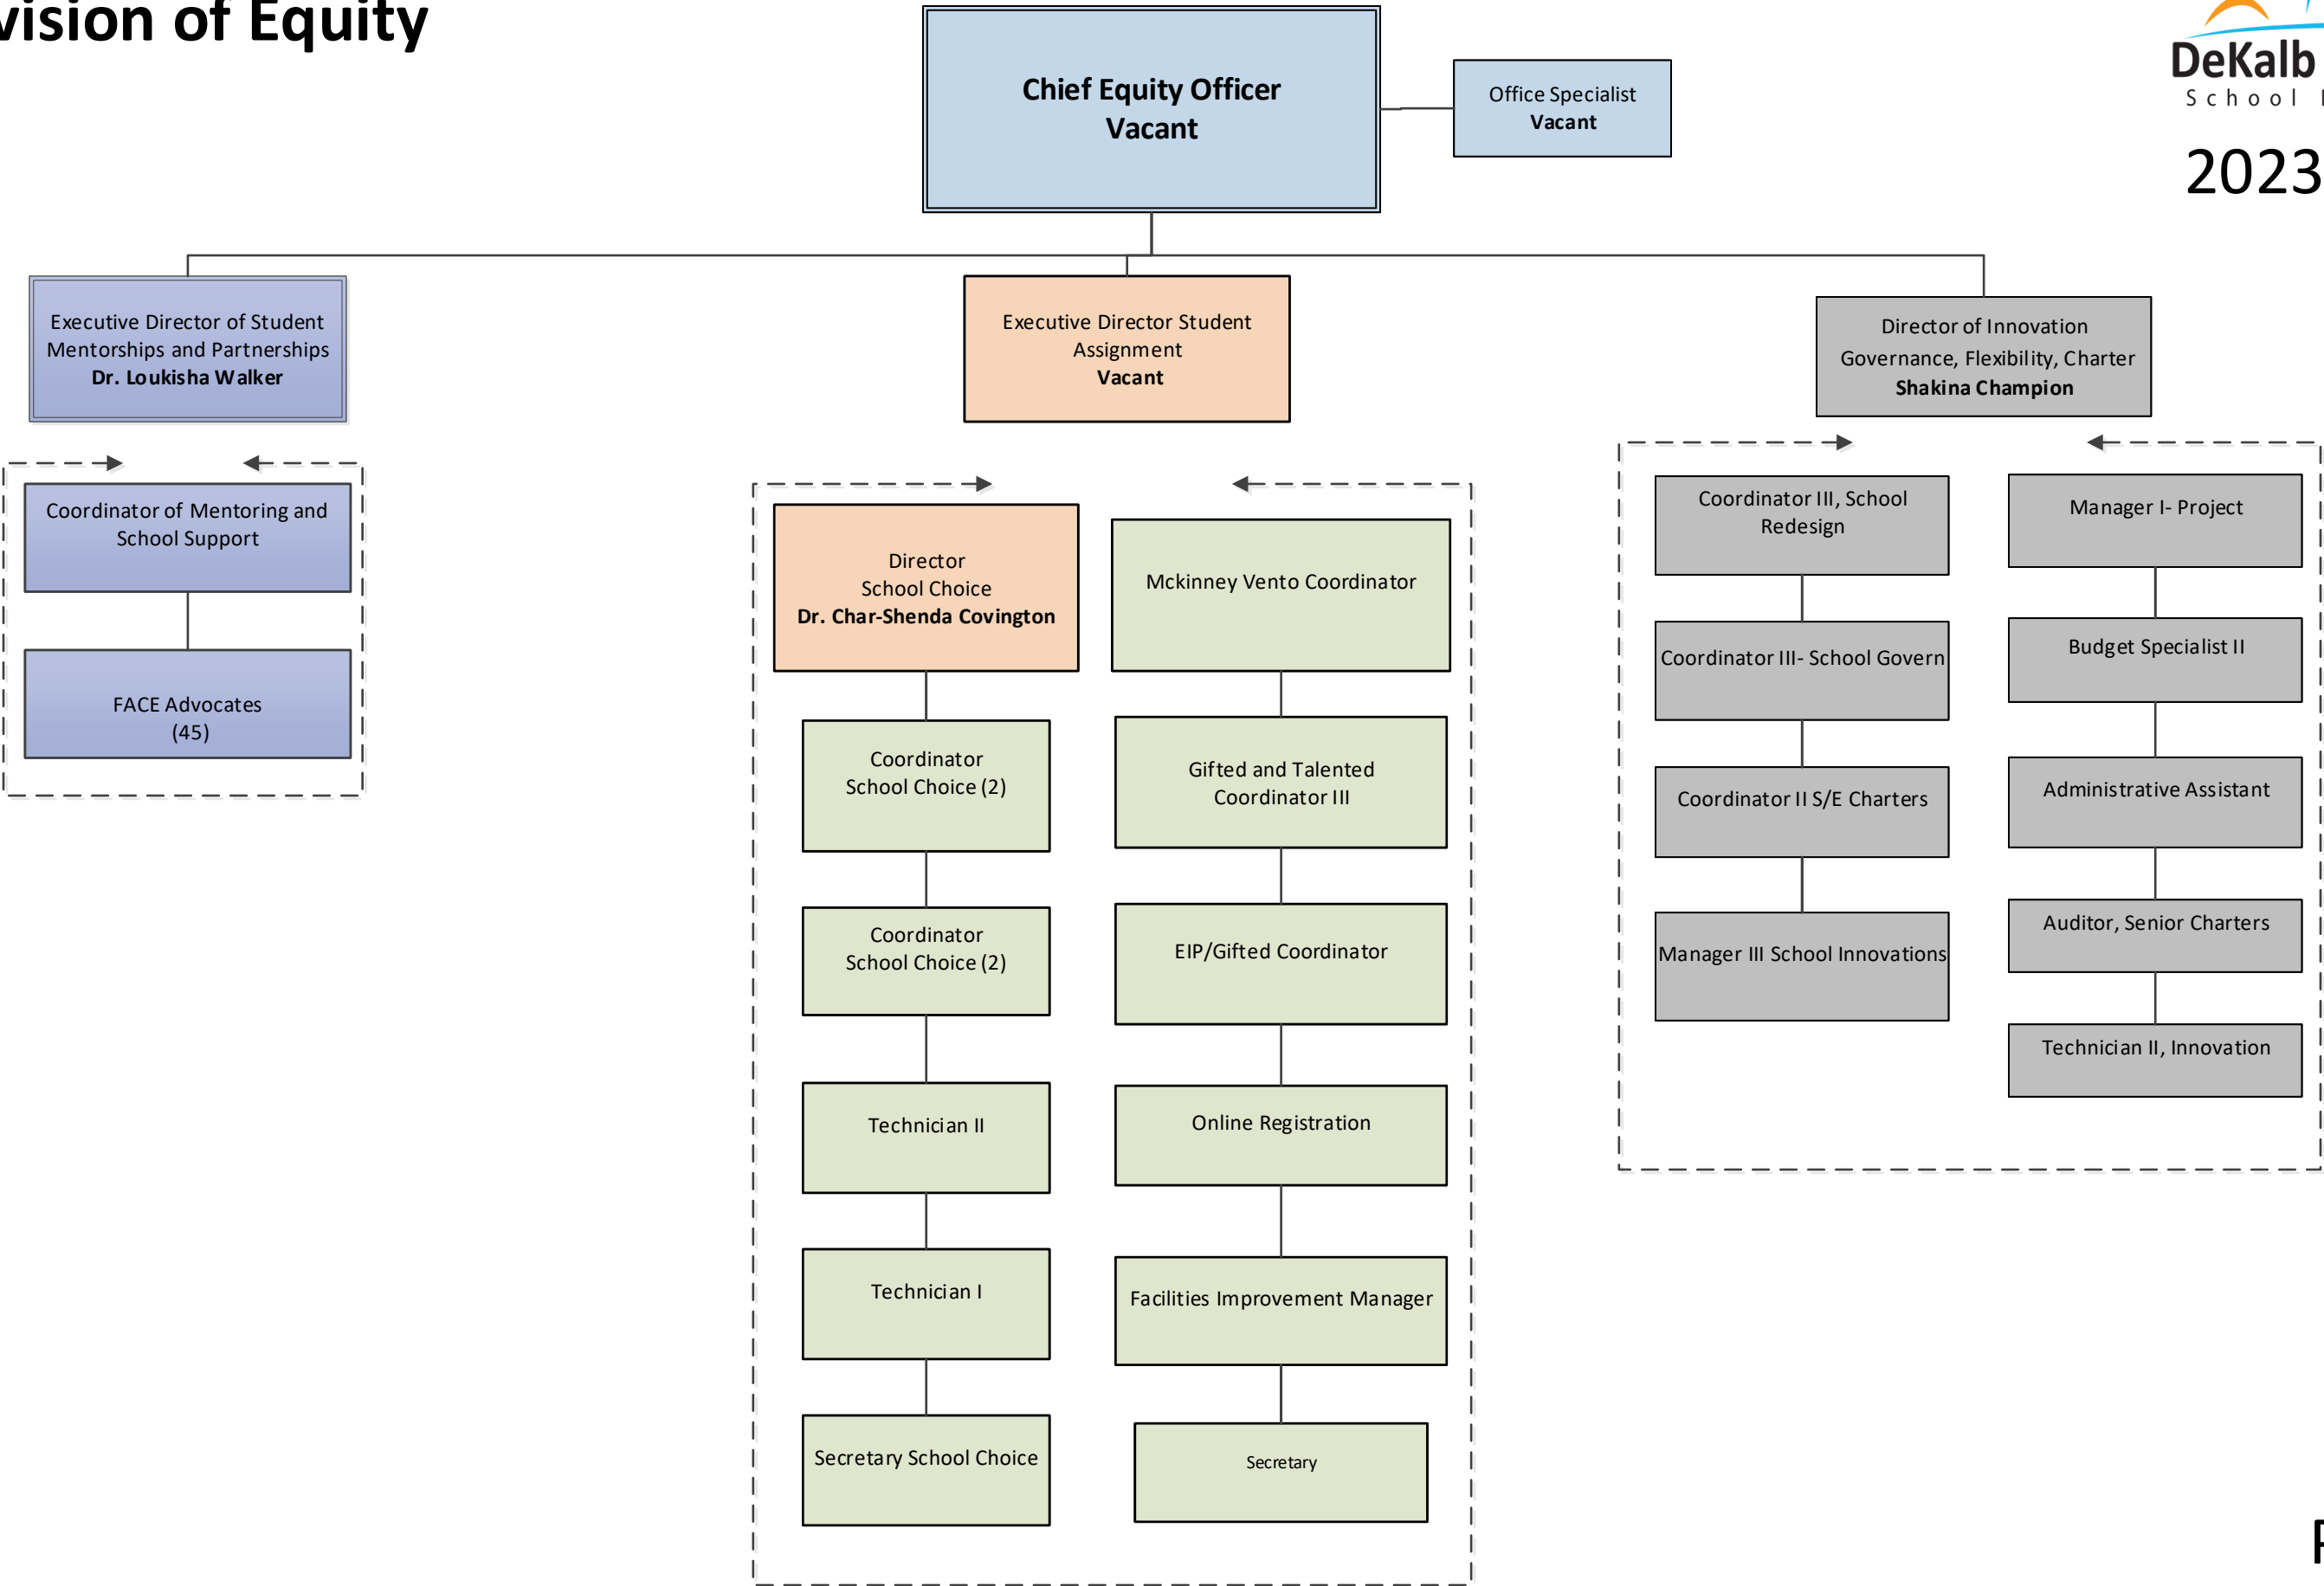 vision of Equity
DeKalb
School
2023
Chief Equity Officer
Vacant
Office Specialist
Vacant
Executive Director of Student
Mentorships and Partnerships
Dr. Loukisha Walker
Executive Director Student
Assignment
Vacant
Director of Innovation
Governance, Flexibility, Charter
Shakina Champion
Coordinator of Mentoring and
School Support
FACE Advocates
(45)
Director
School Choice
Dr. Char-Shenda Covington
Coordinator
School Choice (2)
Coordinator
School Choice (2)
Technician II
Technician I
Secretary School Choice
Mckinney Vento Coordinator
Gifted and Talented
Coordinator III
EIP/Gifted Coordinator
Online Registration
Facilities Improvement Manager
Secretary
Coordinator III, School
Redesign
Coordinator III- School Govern
Coordinator II S/E Charters
Manager III School Innovations
Manager I- Project
Budget Specialist II
Administrative Assistant
Auditor, Senior Charters
Technician II, Innovation